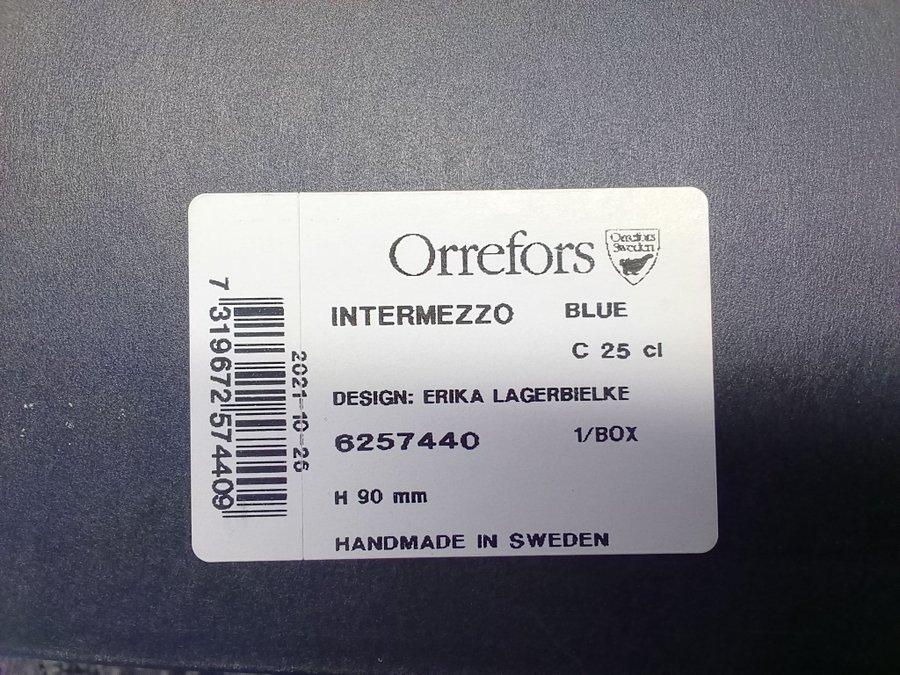 Orrefors
Orrefors
Sweden
INTERMEZZO BLUE
C 25 cl
DESIGN: ERIKA LAGERBIELKE
6257440 1/BOX
H 90 mm
HANDMADE IN SWEDEN
7 319672 574409
2021-10-26